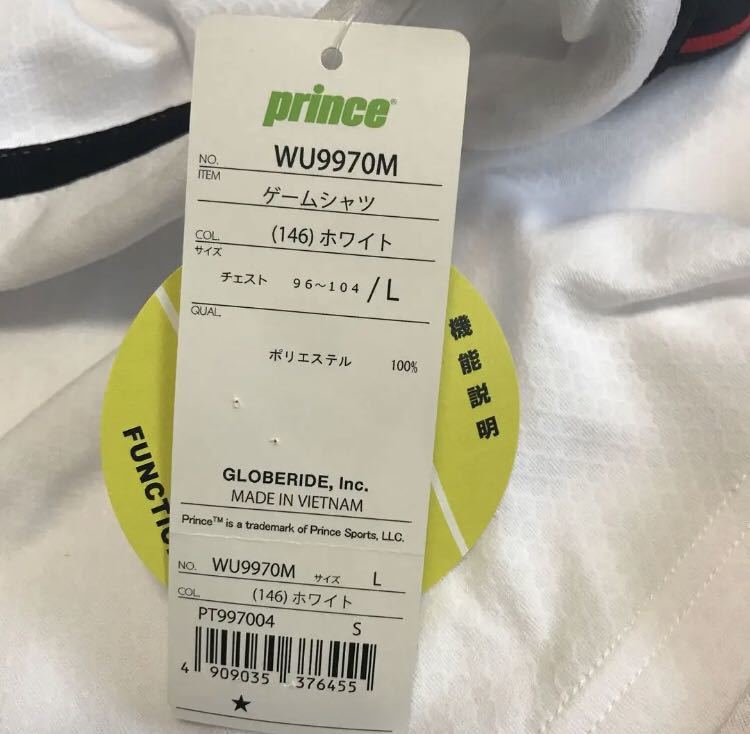 prince®
NO. WU9970M
ITEM
ゲームシャツ
COL. (146) ホワイト
サイズ
チェスト 96〜104 / L
QUAL.
ポリエステル 100%
GLOBERIDE, Inc.
MADE IN VIETNAM
Prince™ is a trademark of Prince Sports, LLC.
NO. WU9970M サイズ L
COL. (146) ホワイト
PT997004 S
4 909035 376455
★
機能説明
FUNCTIO